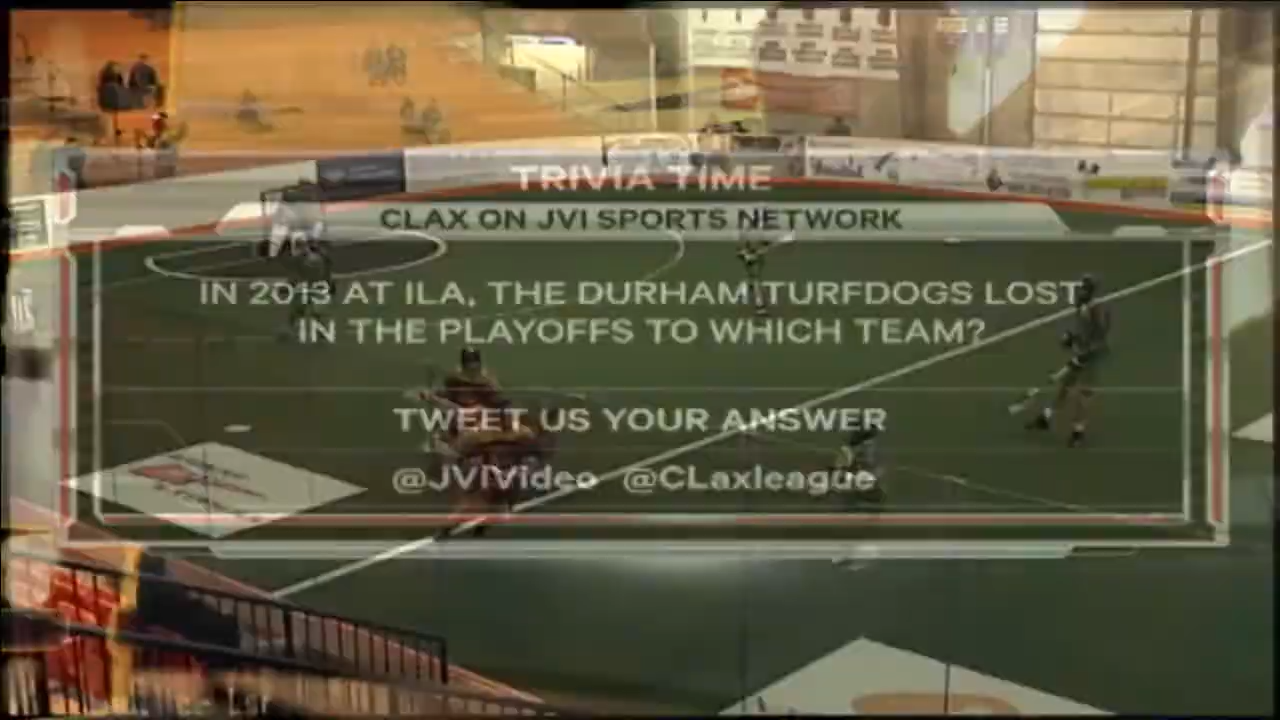 TRIVIA TIME
CLAX ON JVI SPORTS NETWORK
IN 2013 AT ILA, THE DURHAM TURFDOGS LOST
IN THE PLAYOFFS TO WHICH TEAM?
TWEET US YOUR ANSWER
@JVIVideo @CLaxleague